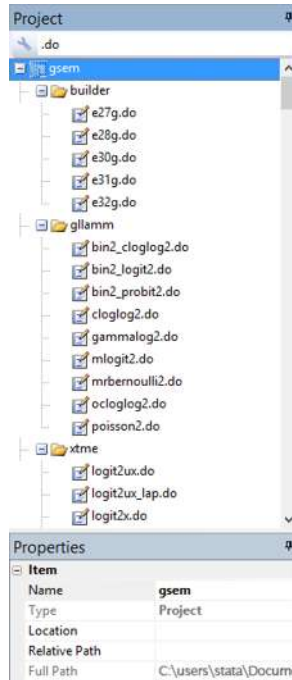 Project
.do
gsem
builder
e27g.do
e28g.do
e30g.do
e31g.do
e32g.do
gllamm
bin2_cloglog2.do
bin2_logit2.do
bin2_probit2.do
cloglog2.do
gammalog2.do
mlogit2.do
mrbernoulli2.do
ocloglog2.do
poisson2.do
xtme
logit2ux.do
logit2ux_lap.do
logit2x.do
Properties
Item
Name gsem
Type Project
Location
Relative Path
Full Path C:\users\stata\Docum